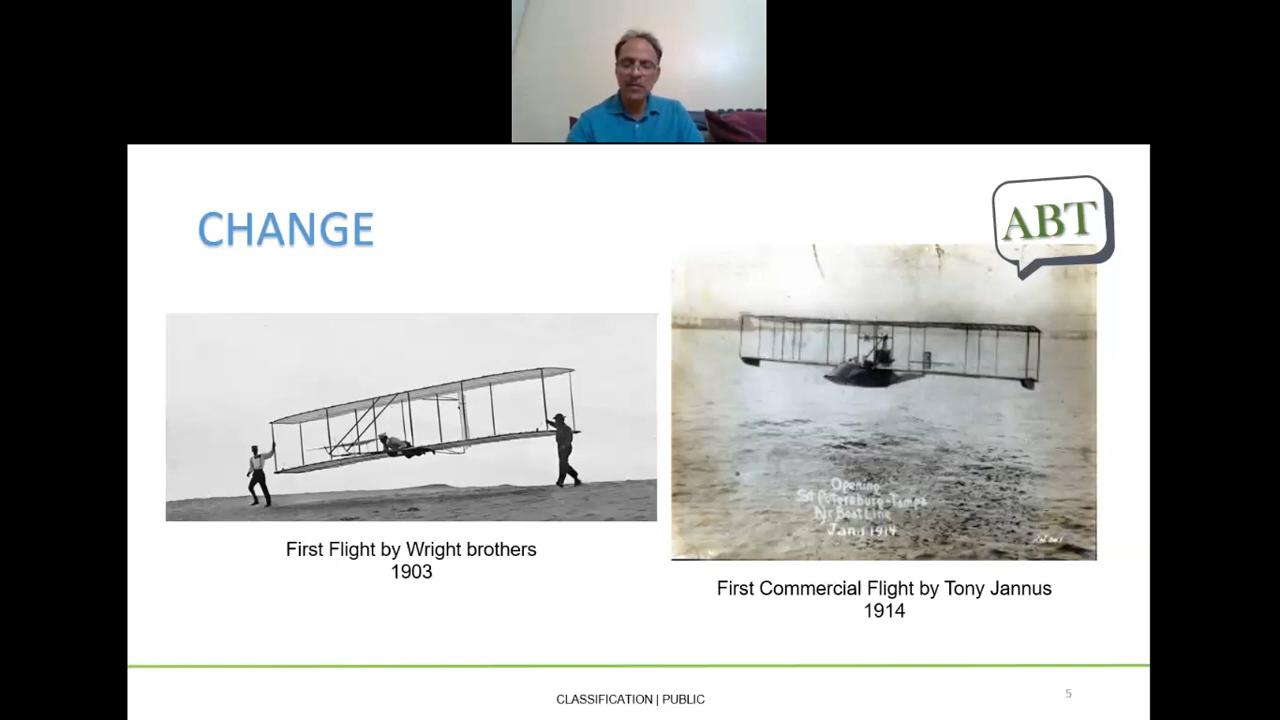 CHANGE
ABT
First Flight by Wright brothers
1903
Opening
St Petersburg-Tampa
Air Boat Line
Jan.1 1914
First Commercial Flight by Tony Jannus
1914
CLASSIFICATION | PUBLIC
5